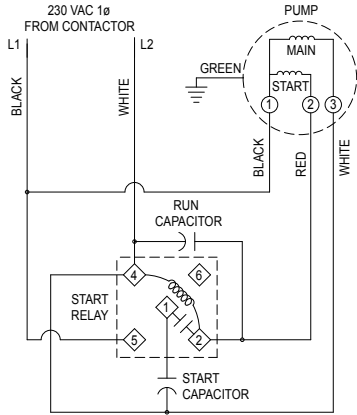 230 VAC 1ø
FROM CONTACTOR
L1
L2
PUMP
MAIN
START
1
2
3
GREEN
BLACK
WHITE
BLACK
RED
WHITE
RUN
CAPACITOR
4
6
START
RELAY
1
5
2
START
CAPACITOR